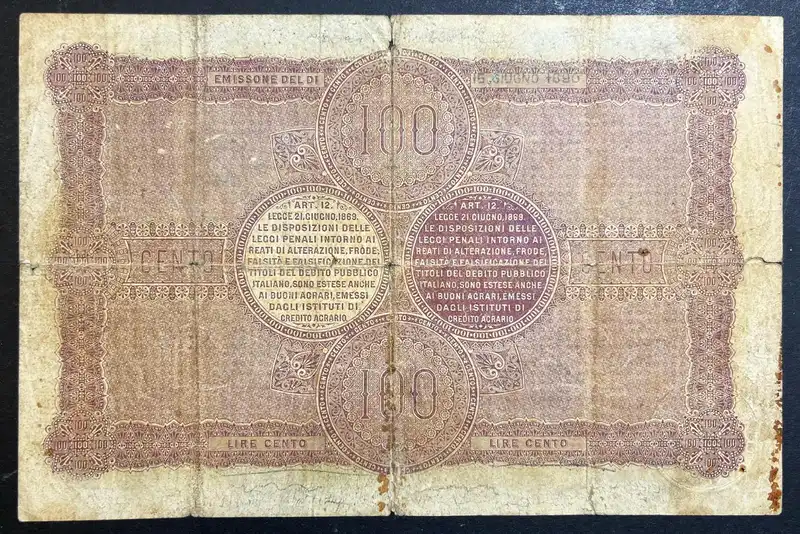 EMISSONE DEL DI 15. GIUGNO 1890
100
ART. 12.
LEGGE 21. GIUGNO, 1869.
LE DISPOSIZIONI DELLE
LEGGI PENALI INTORNO AI
REATI DI ALTERAZIONE, FRODE,
FALSITÀ E FALSIFICAZIONE DEI
TITOLI DEL DEBITO PUBBLICO
ITALIANO, SONO ESTESE ANCHE
AI BUONI AGRARI, EMESSI
DAGLI ISTITUTI DI
CREDITO AGRARIO.
ART. 12.
LEGGE 21. GIUGNO, 1869.
LE DISPOSIZIONI DELLE
LEGGI PENALI INTORNO AI
REATI DI ALTERAZIONE, FRODE,
FALSITÀ E FALSIFICAZIONE DEI
TITOLI DEL DEBITO PUBBLICO
ITALIANO, SONO ESTESE ANCHE
AI BUONI AGRARI, EMESSI
DAGLI ISTITUTI DI
CREDITO AGRARIO
CENTO
CENTO
100
LIRE CENTO
LIRE CENTO